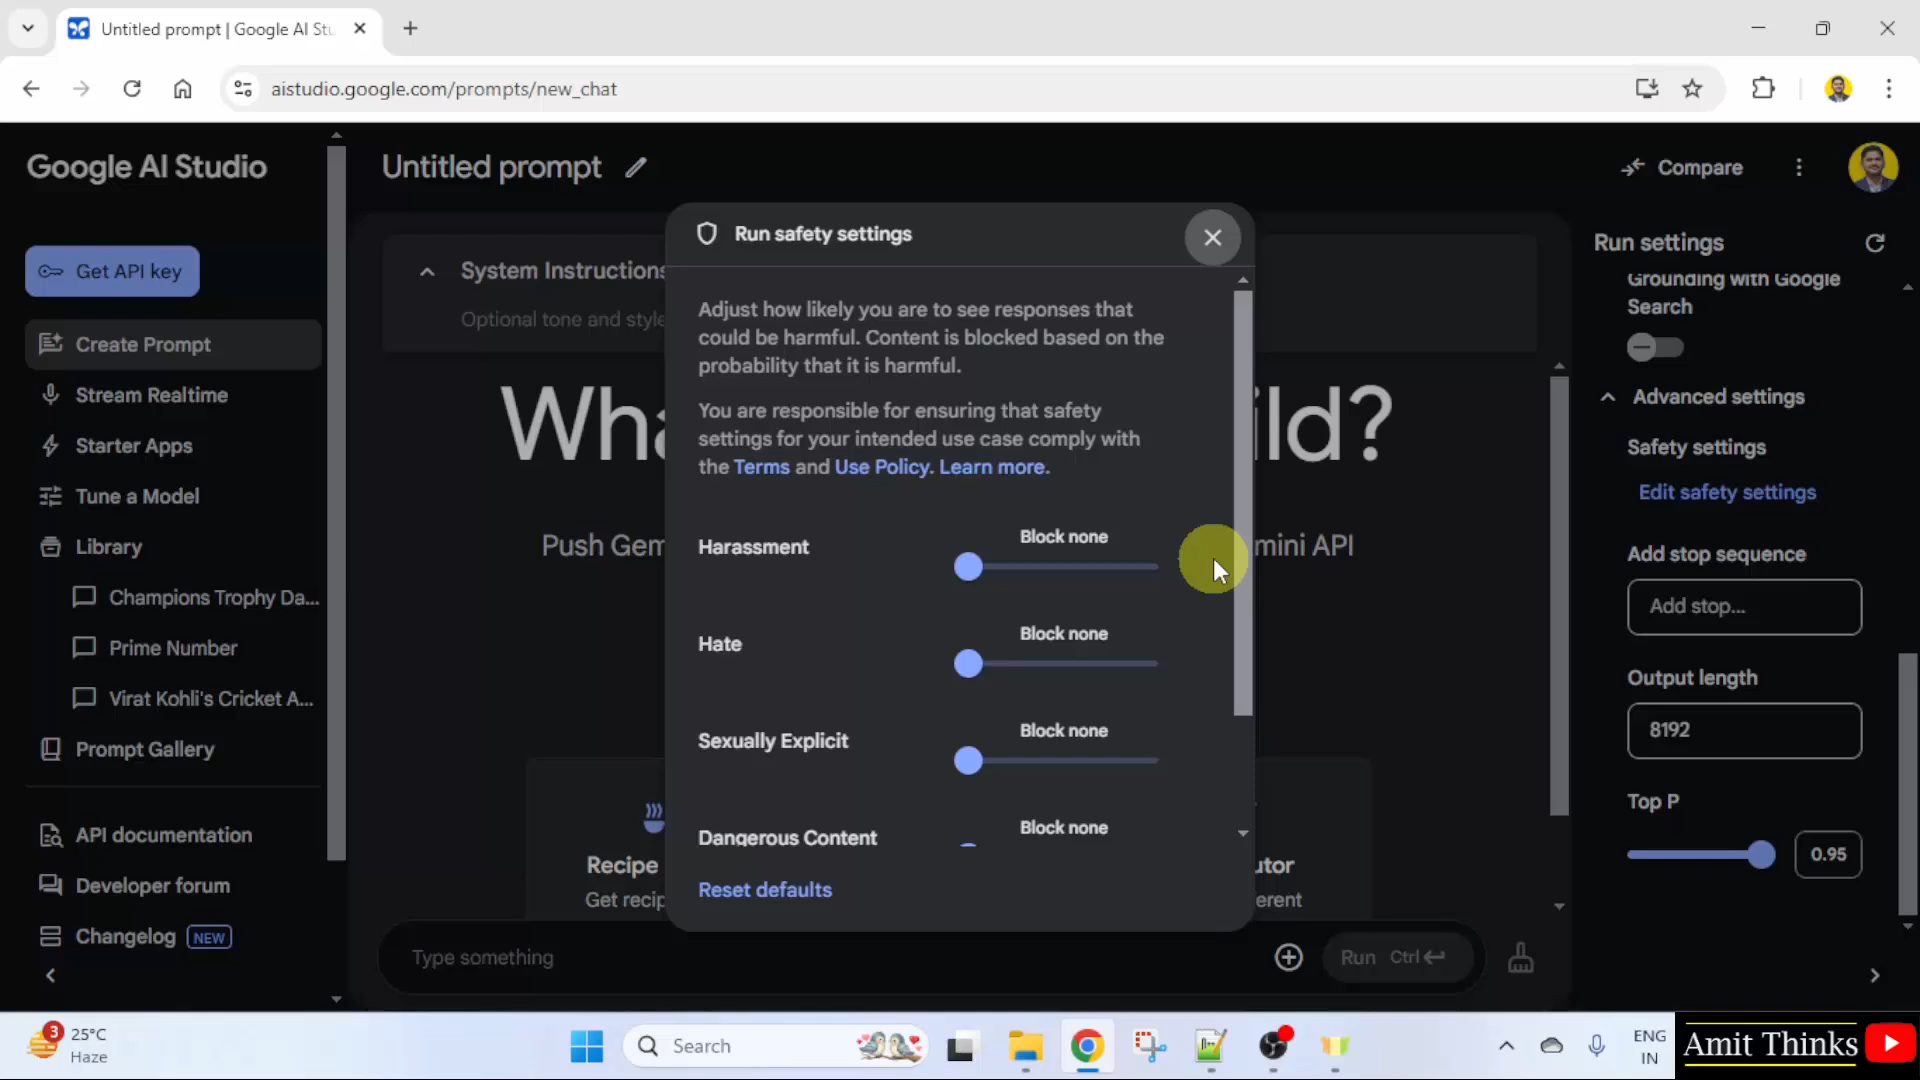 Untitled prompt | Google AI Stu
aistudio.google.com/prompts/new_chat
Google AI Studio
Get API key
Create Prompt
Stream Realtime
Starter Apps
Tune a Model
Library
Champions Trophy Da...
Prime Number
Virat Kohli's Cricket A...
Prompt Gallery
API documentation
Developer forum
Changelog NEW
Untitled prompt
Compare
System Instructions
Optional tone and style
Wha
ild?
Push Gem
mini API
Recipe
Get recip
utor
erent
Type something
Run Ctrl
Run safety settings
Adjust how likely you are to see responses that
could be harmful. Content is blocked based on the
probability that it is harmful.
You are responsible for ensuring that safety
settings for your intended use case comply with
the Terms and Use Policy. Learn more.
Harassment
Block none
Hate
Block none
Sexually Explicit
Block none
Dangerous Content
Block none
Reset defaults
Run settings
Grounding with Google
Search
Advanced settings
Safety settings
Edit safety settings
Add stop sequence
Add stop...
Output length
8192
Top P
0.95
3
25°C
Haze
Search
ENG
IN
Amit Thinks